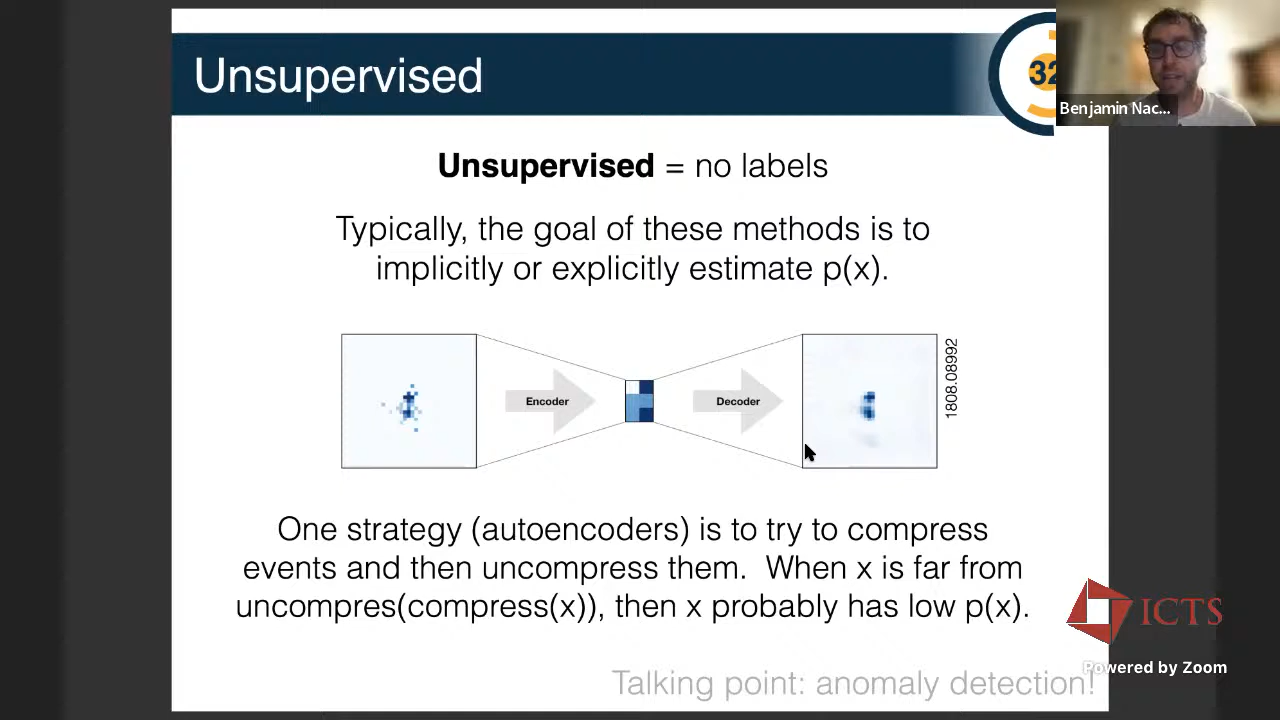 Unsupervised
32
Benjamin Nac...
Unsupervised = no labels
Typically, the goal of these methods is to
implicitly or explicitly estimate p(x).
Encoder
Decoder
1808.08992
One strategy (autoencoders) is to try to compress
events and then uncompress them. When x is far from
uncompres(compress(x)), then x probably has low p(x).
ICTS
Powered by Zoom
Talking point: anomaly detection!